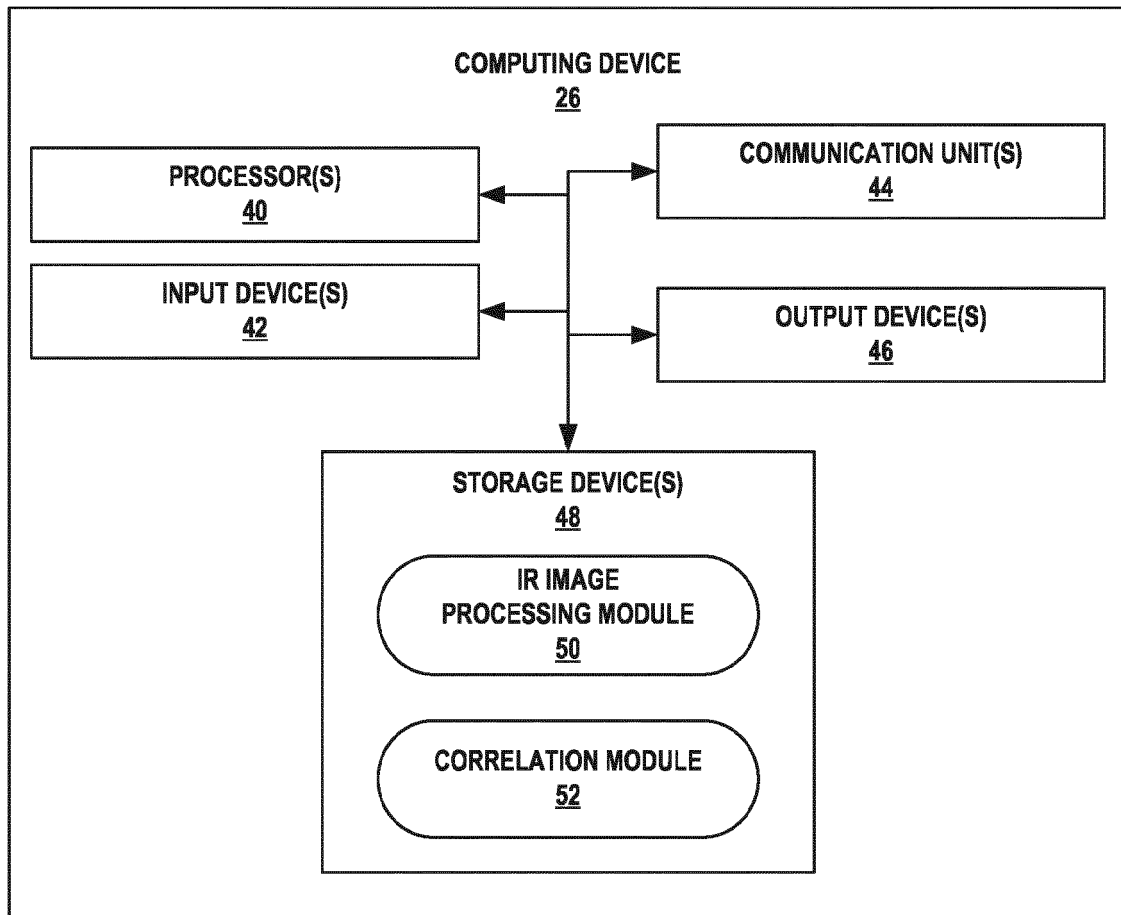 COMPUTING DEVICE
26
PROCESSOR(S)
40
COMMUNICATION UNIT(S)
44
INPUT DEVICE(S)
42
OUTPUT DEVICE(S)
46
STORAGE DEVICE(S)
48
IR IMAGE
PROCESSING MODULE
50
CORRELATION MODULE
52